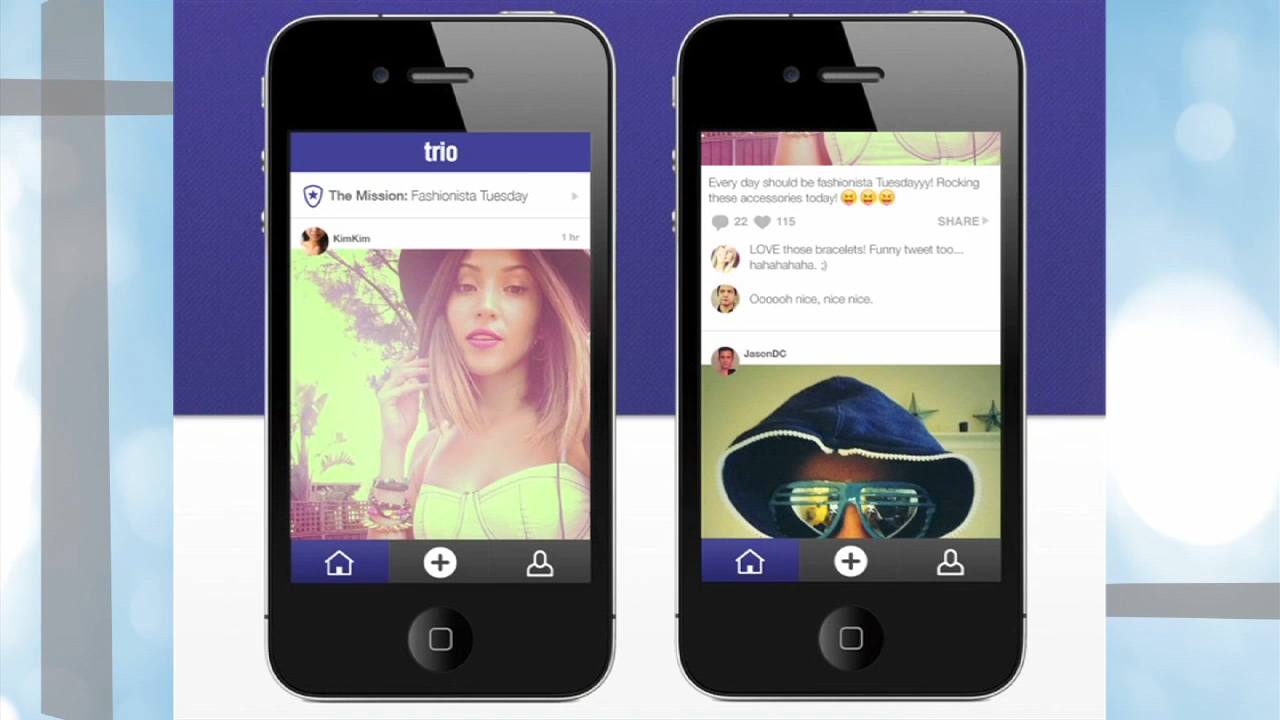 trio
The Mission: Fashionista Tuesday
KimKim
1 hr
Every day should be fashionista Tuesdayyy! Rocking
these accessories today! 😝😝😝
22 115 SHARE
LOVE those bracelets! Funny tweet too...
hahahahaha. ;)
Oooooh nice, nice nice.
JasonDC